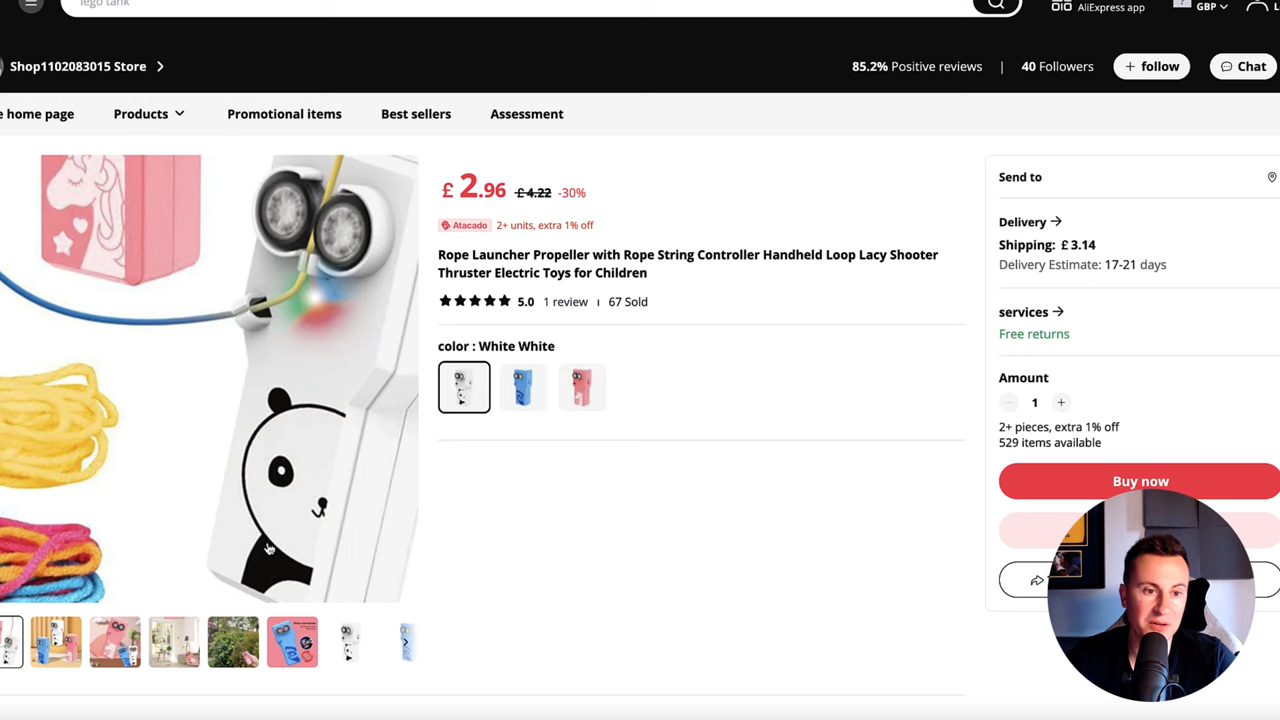 lego tank
AliExpress app
GBP
Shop1102083015 Store
85.2% Positive reviews | 40 Followers
+ follow
Chat
home page
Products
Promotional items
Best sellers
Assessment
£ 2.96 £ 4.22 -30%
Atacado 2+ units, extra 1% off
Rope Launcher Propeller with Rope String Controller Handheld Loop Lacy Shooter
Thruster Electric Toys for Children
5.0 1 review 67 Sold
color : White White
Send to
Delivery
Shipping: £ 3.14
Delivery Estimate: 17-21 days
services
Free returns
Amount
1
2+ pieces, extra 1% off
529 items available
Buy now